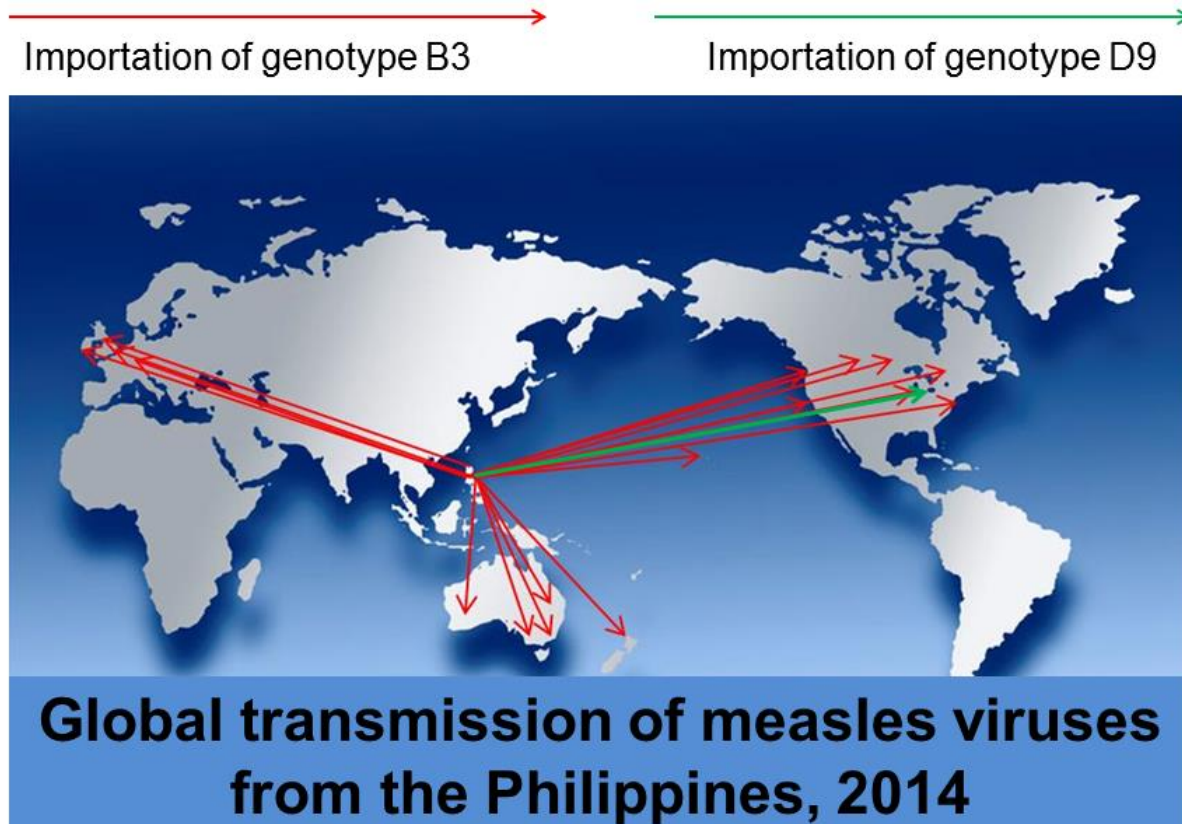 Importation of genotype B3
Importation of genotype D9
Global transmission of measles viruses
from the Philippines, 2014